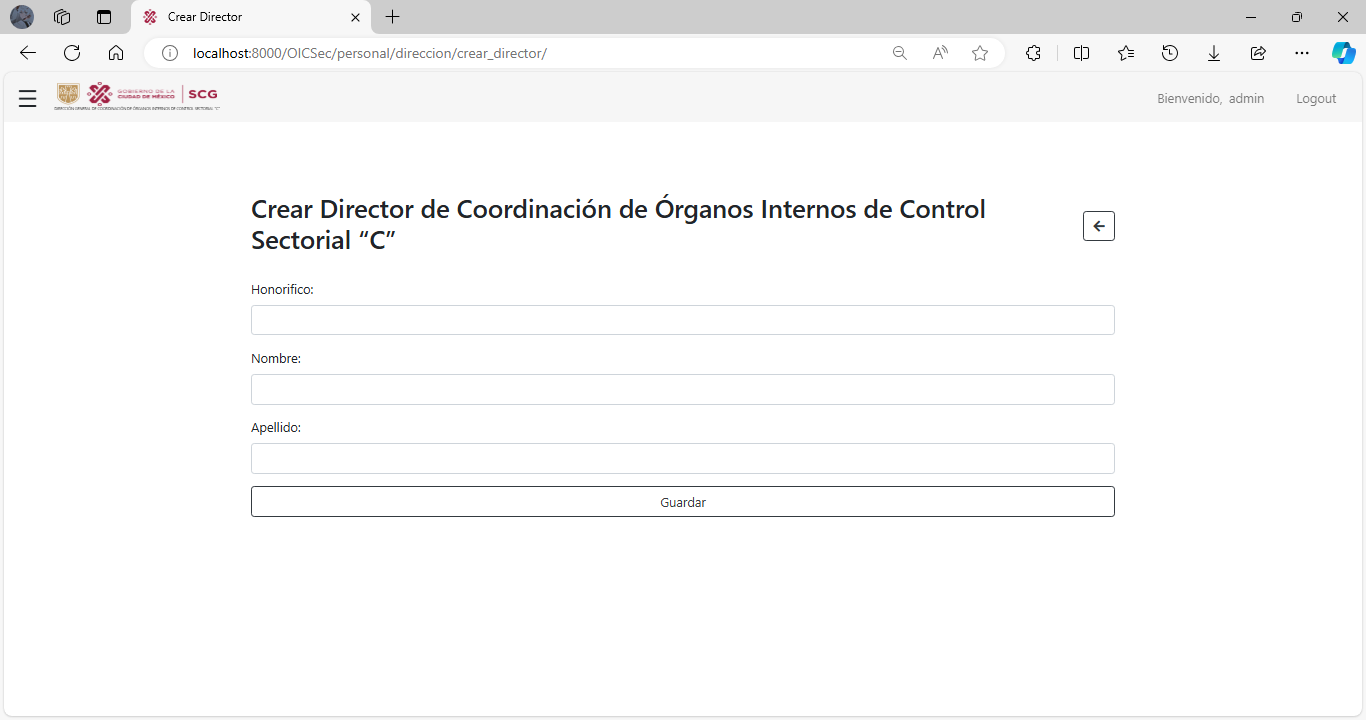 Crear Director
localhost:8000/OICSec/personal/direccion/crear_director/
GOBIERNO DE LA
CIUDAD DE MÉXICO
SCG
DIRECCIÓN GENERAL DE COORDINACIÓN DE ÓRGANOS INTERNOS DE CONTROL SECTORIAL "C"
Bienvenido, admin
Logout
Crear Director de Coordinación de Órganos Internos de Control
Sectorial “C”
Honorifico:
Nombre:
Apellido:
Guardar